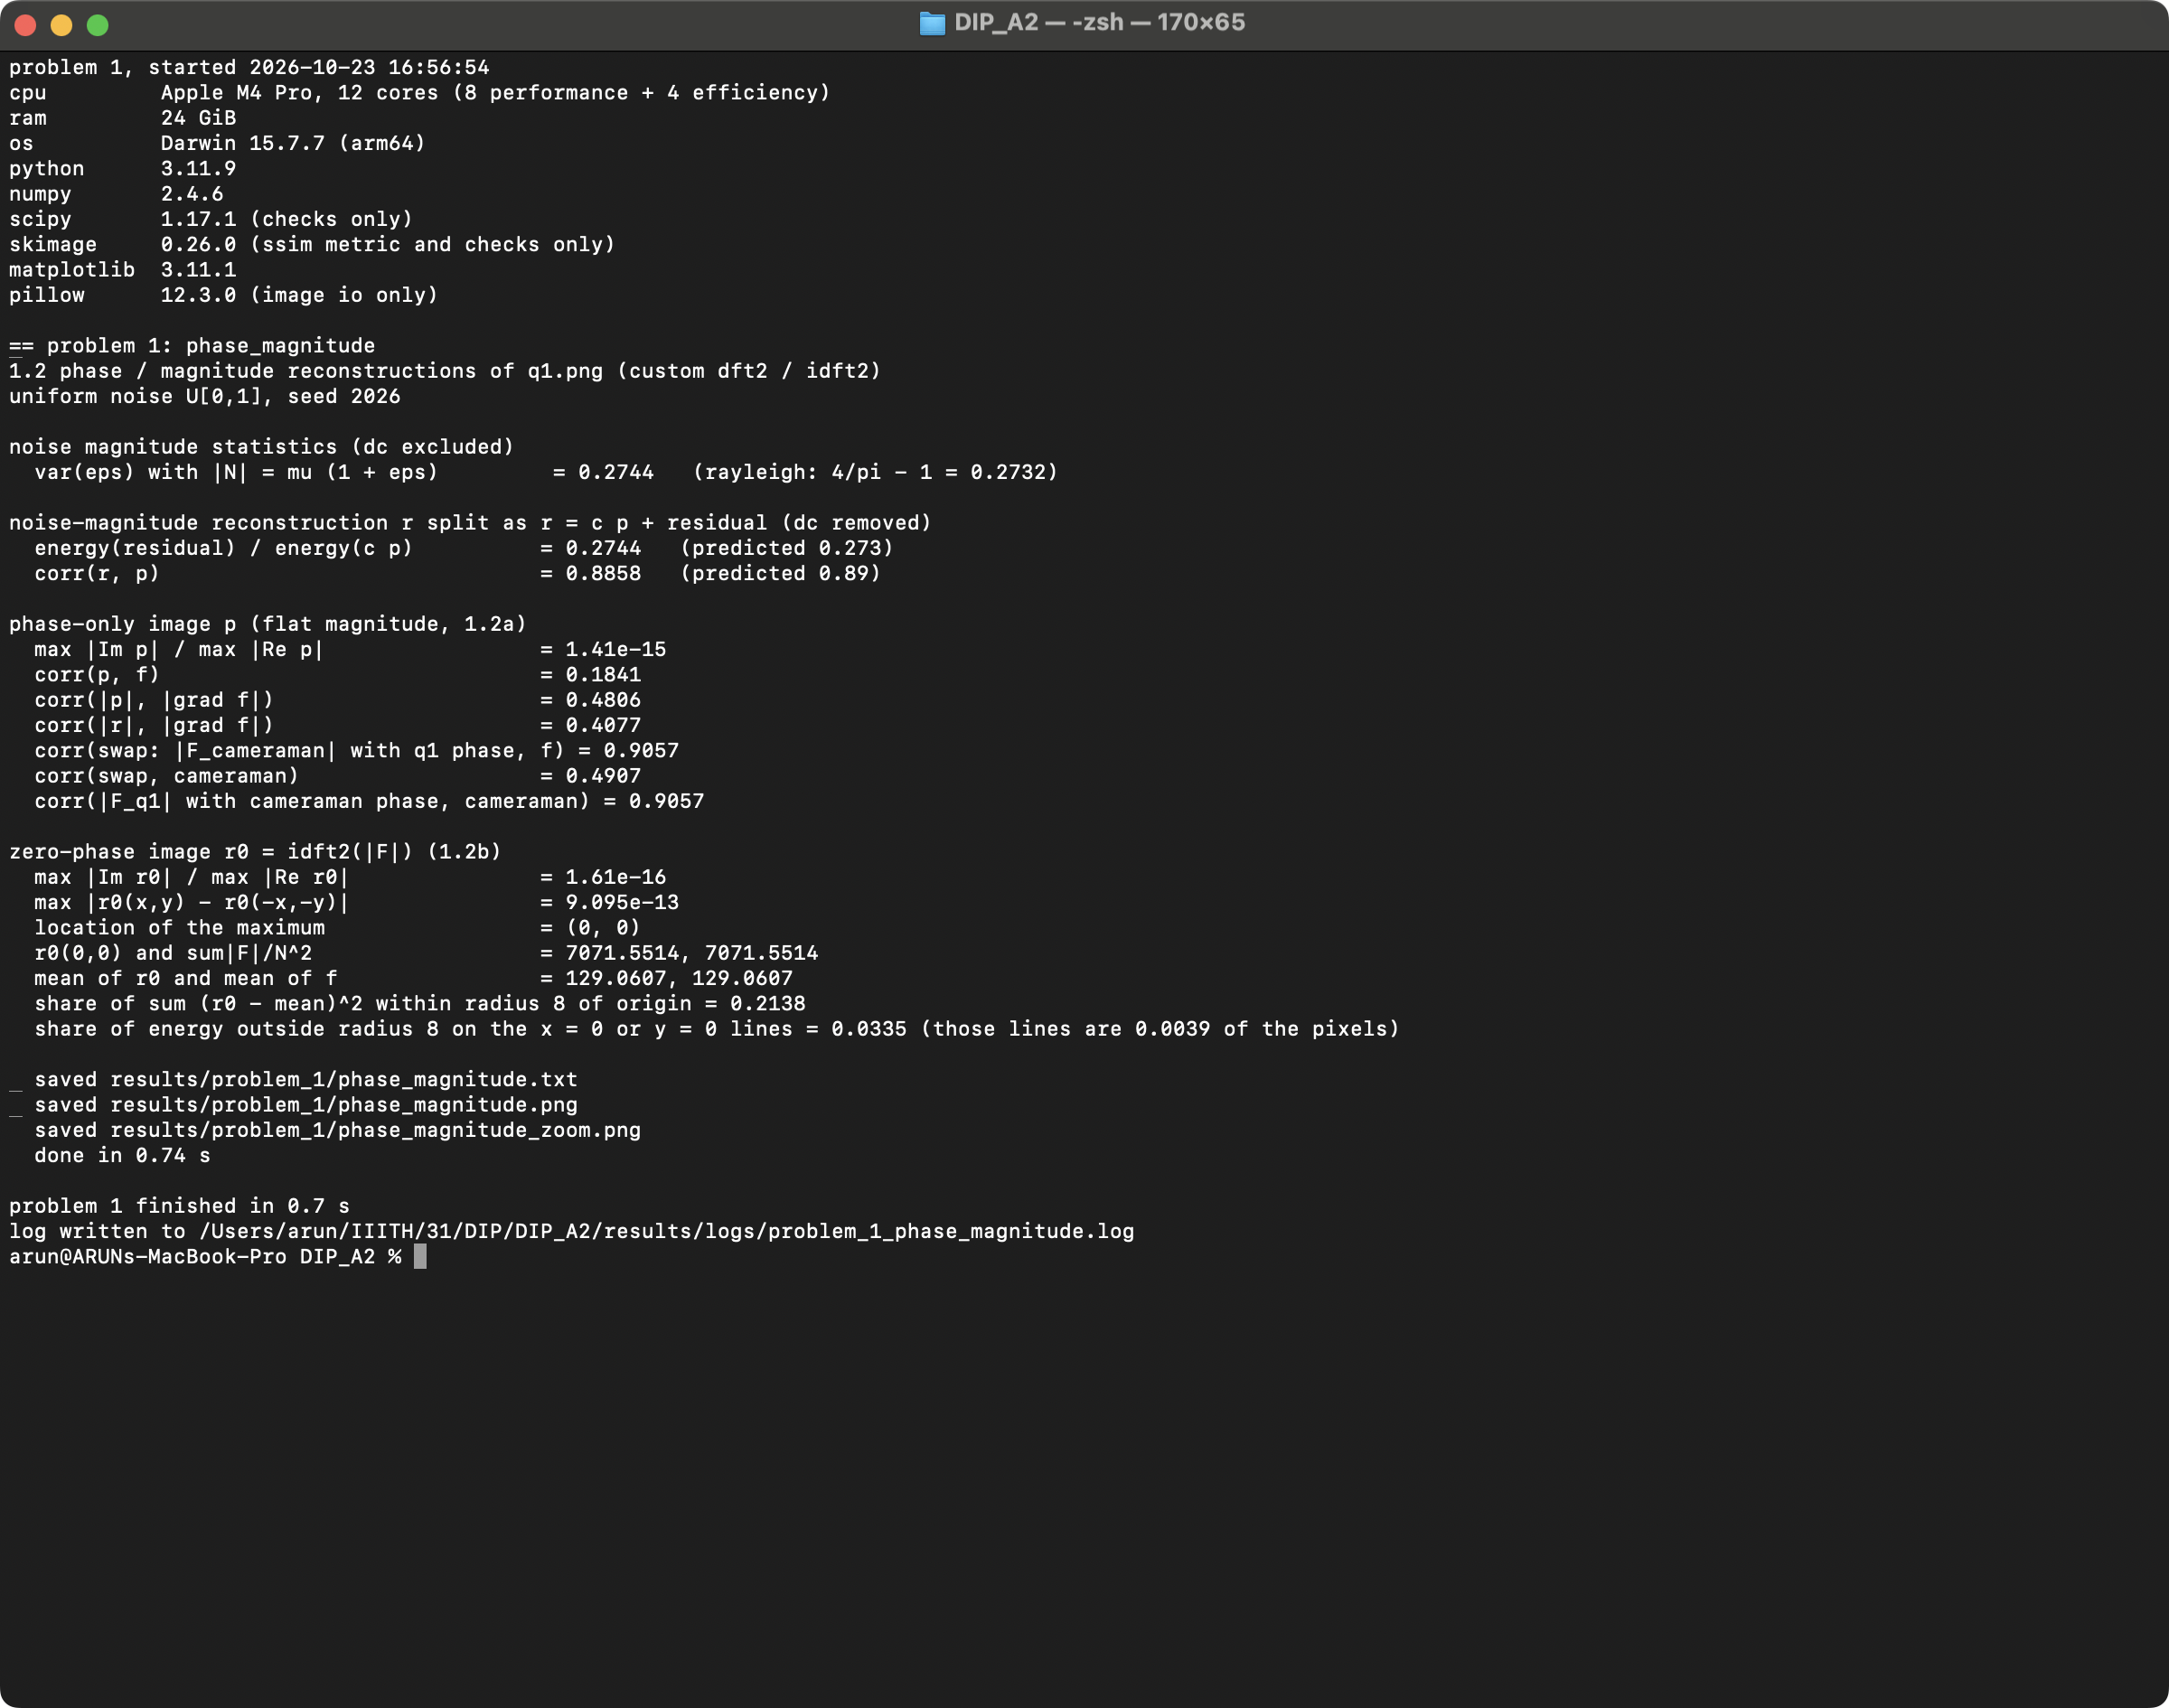 DIP_A2 — -zsh — 170×65
problem 1, started 2026-10-23 16:56:54
cpu         Apple M4 Pro, 12 cores (8 performance + 4 efficiency)
ram         24 GiB
os          Darwin 15.7.7 (arm64)
python      3.11.9
numpy       2.4.6
scipy       1.17.1 (checks only)
skimage     0.26.0 (ssim metric and checks only)
matplotlib  3.11.1
pillow      12.3.0 (image io only)
== problem 1: phase_magnitude
1.2 phase / magnitude reconstructions of q1.png (custom dft2 / idft2)
uniform noise U[0,1], seed 2026
noise magnitude statistics (dc excluded)
  var(eps) with |N| = mu (1 + eps)         = 0.2744   (rayleigh: 4/pi - 1 = 0.2732)
noise-magnitude reconstruction r split as r = c p + residual (dc removed)
  energy(residual) / energy(c p)          = 0.2744   (predicted 0.273)
  corr(r, p)                              = 0.8858   (predicted 0.89)
phase-only image p (flat magnitude, 1.2a)
  max |Im p| / max |Re p|                 = 1.41e-15
  corr(p, f)                              = 0.1841
  corr(|p|, |grad f|)                     = 0.4806
  corr(|r|, |grad f|)                     = 0.4077
  corr(swap: |F_cameraman| with q1 phase, f) = 0.9057
  corr(swap, cameraman)                   = 0.4907
  corr(|F_q1| with cameraman phase, cameraman) = 0.9057
zero-phase image r0 = idft2(|F|) (1.2b)
  max |Im r0| / max |Re r0|               = 1.61e-16
  max |r0(x,y) - r0(-x,-y)|               = 9.095e-13
  location of the maximum                 = (0, 0)
  r0(0,0) and sum|F|/N^2                  = 7071.5514, 7071.5514
  mean of r0 and mean of f                = 129.0607, 129.0607
  share of sum (r0 - mean)^2 within radius 8 of origin = 0.2138
  share of energy outside radius 8 on the x = 0 or y = 0 lines = 0.0335 (those lines are 0.0039 of the pixels)
  saved results/problem_1/phase_magnitude.txt
  saved results/problem_1/phase_magnitude.png
  saved results/problem_1/phase_magnitude_zoom.png
  done in 0.74 s
problem 1 finished in 0.7 s
log written to /Users/arun/IIITH/31/DIP/DIP_A2/results/logs/problem_1_phase_magnitude.log
arun@ARUNs-MacBook-Pro DIP_A2 %